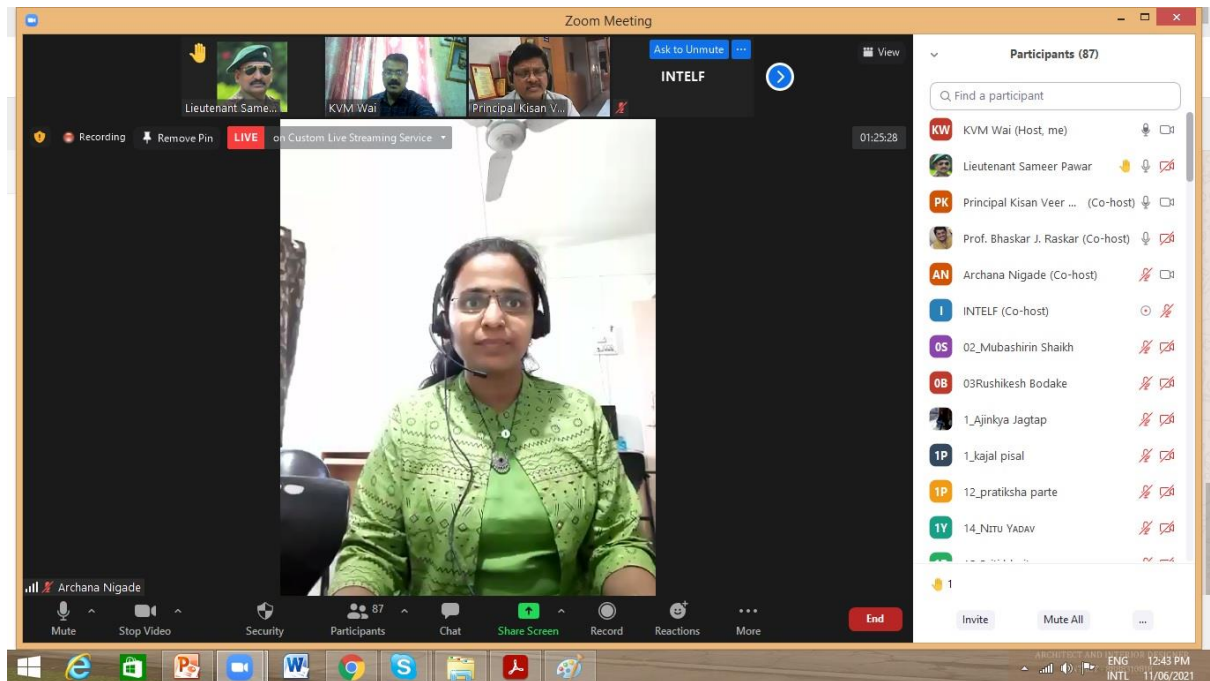 Zoom Meeting
Lieutenant Same...
KVM Wai
Principal Kisan V...
Ask to Unmute
...
INTELF
View
Recording
Remove Pin
LIVE
on Custom Live Streaming Service
01:25:28
Archana Nigade
Mute
Stop Video
Security
87
Participants
Chat
Share Screen
Record
Reactions
More
End
Participants (87)
Find a participant
KW KVM Wai (Host, me)
Lieutenant Sameer Pawar
PK Principal Kisan Veer ... (Co-host)
Prof. Bhaskar J. Raskar (Co-host)
AN Archana Nigade (Co-host)
I INTELF (Co-host)
0S 02_Mubashirin Shaikh
0B 03Rushikesh Bodake
1_Ajinkya Jagtap
1P 1_kajal pisal
1P 12_pratiksha parte
1Y 14_Nitu Yadav
1
Invite
Mute All
...
ENG
INTL
12:43 PM
11/06/2021